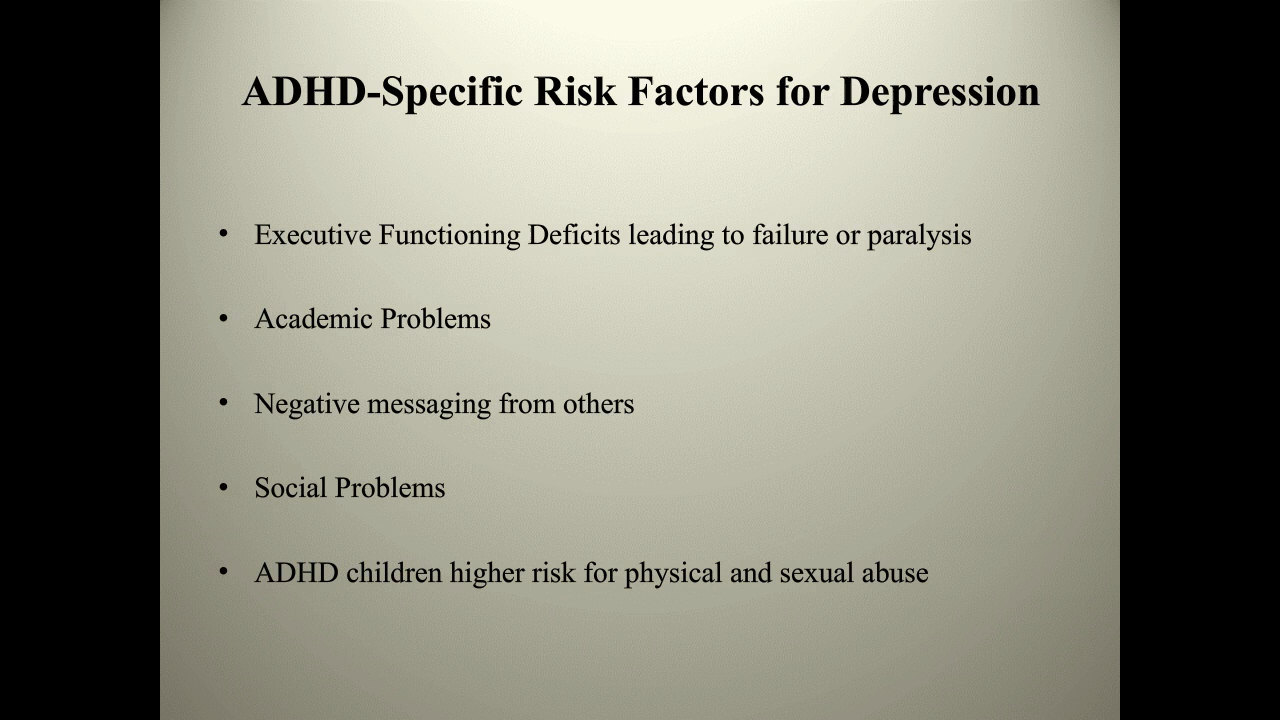 ADHD-Specific Risk Factors for Depression
• Executive Functioning Deficits leading to failure or paralysis
• Academic Problems
• Negative messaging from others
• Social Problems
• ADHD children higher risk for physical and sexual abuse